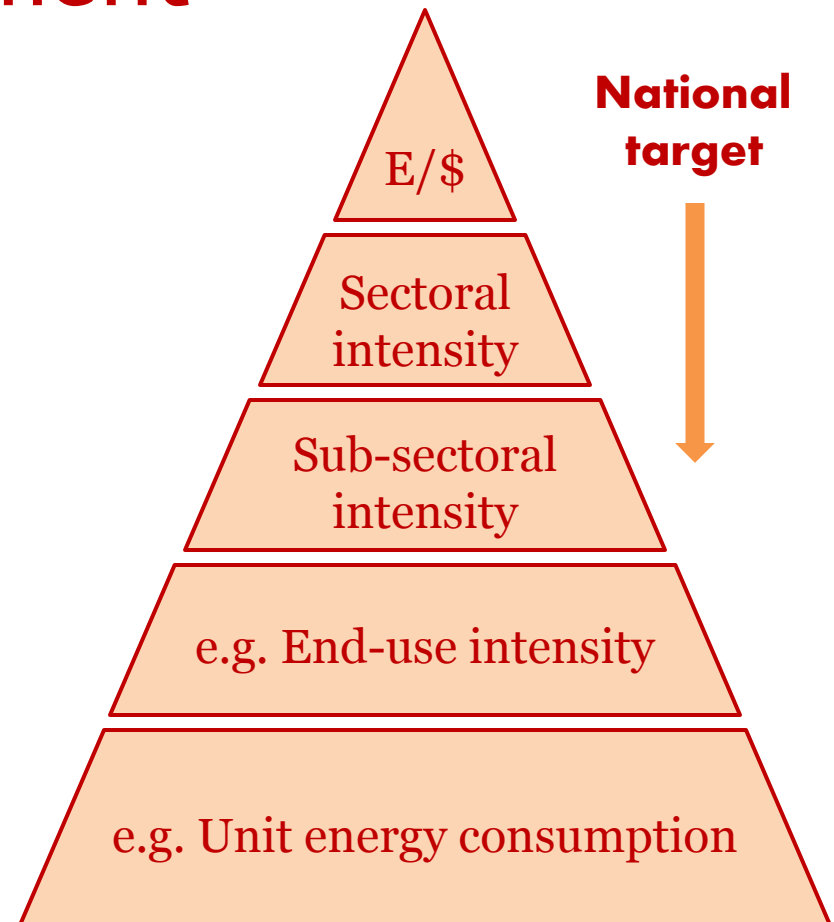 National
target
E/$
Sectoral
intensity
Sub-sectoral
intensity
e.g. End-use intensity
e.g. Unit energy consumption